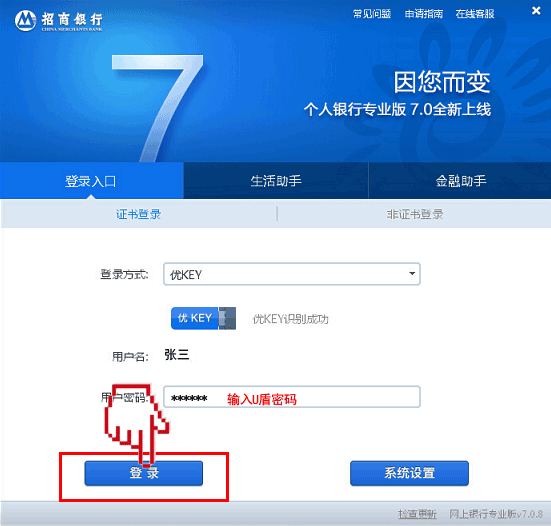 招商银行
CHINA MERCHANTS BANK
常见问题 申请指南 在线客服
7
因您而变
个人银行专业版 7.0全新上线
登录入口 生活助手 金融助手
证书登录 非证书登录
登录方式: 优KEY
优 KEY 优KEY识别成功
用户名: 张三
用户密码: ****** 输入U盾密码
登 录 系统设置
检查更新 网上银行专业版v7.0.8